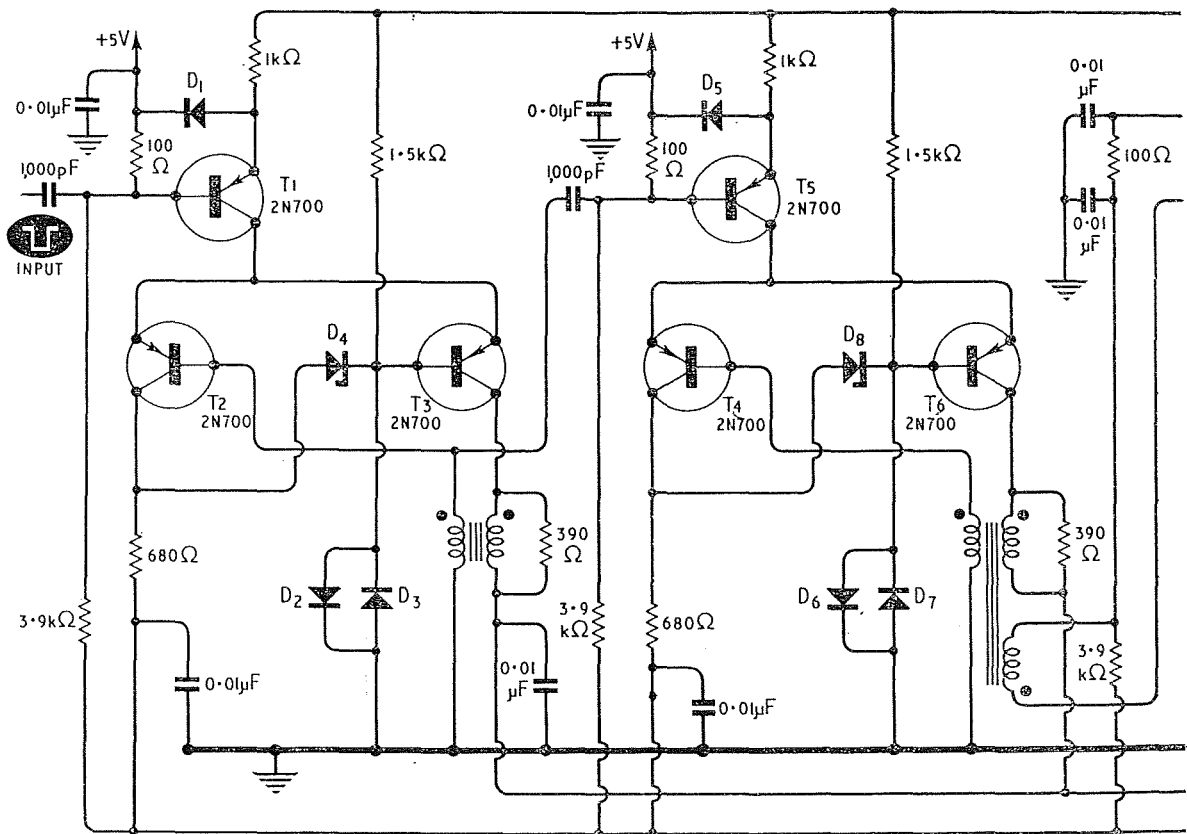 +5V
1kΩ
D1
0·01μF
100
Ω
1,000pF
T1
2N700
INPUT
1·5kΩ
+5V
1kΩ
D5
0·01μF
100
Ω
1,000pF
T5
2N700
1·5kΩ
0·01
μF
100Ω
0·01
μF
D4
T2
2N700
T3
2N700
D8
T4
2N700
T6
2N700
680Ω
390
Ω
D2
D3
3·9kΩ
0·01μF
0·01
μF
3·9
kΩ
680Ω
D6
D7
390
Ω
0·01μF
3·9
kΩ